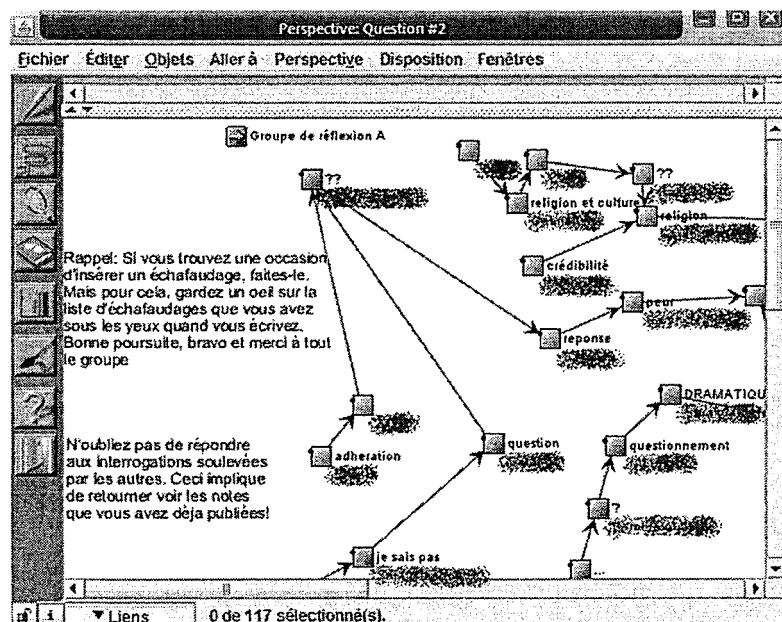 Perspective: Question #2
Fichier Éditer Objets Aller à Perspective Disposition Fenêtres
Groupe de réflexion A
??
??
religion et culture
religion
crédibilité
Rappel: Si vous trouvez une occasion
d'insérer un échafaudage, faites-le.
Mais pour cela, gardez un oeil sur la
liste d'échafaudages que vous avez
sous les yeux quand vous écrivez.
Bonne poursuite, bravo et merci à tout
le groupe
peur
reponse
DRAMATIQU
N'oubliez pas de répondre
aux interrogations soulevées
par les autres. Ceci implique
de retourner voir les notes
que vous avez déja publiées!
adheration
question
questionnement
?
je sais pas
...
Liens
0 de 117 sélectionné(s).